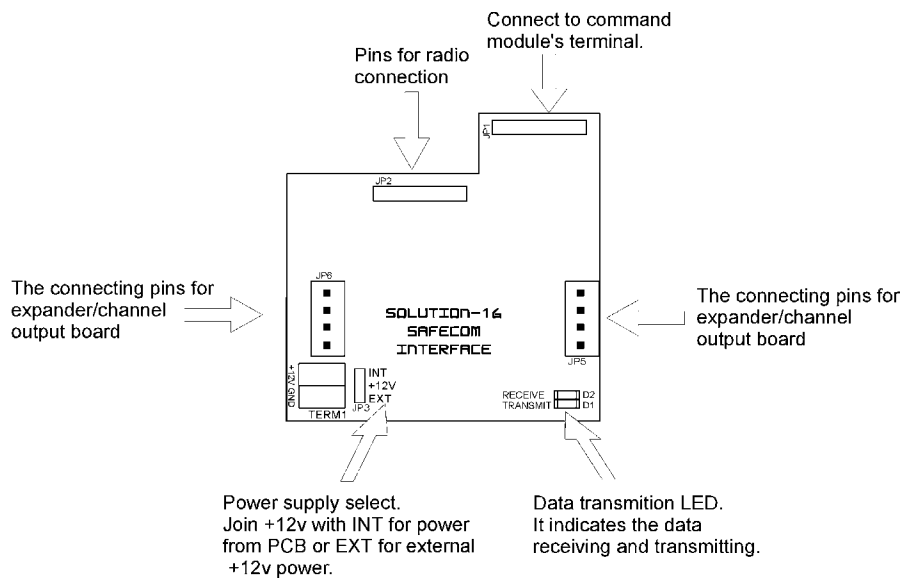 Connect to command
module's terminal.
Pins for radio
connection
JP1
JP2
The connecting pins for
expander/channel
output board
JP6
SOLUTION-16
SAFECOM
INTERFACE
JP5
The connecting pins for
expander/channel
output board
+12V GND
TERM1
JP3
INT
+12V
EXT
RECEIVE D2
TRANSMIT D1
Power supply select.
Join +12v with INT for power
from PCB or EXT for external
+12v power.
Data transmition LED.
It indicates the data
receiving and transmitting.